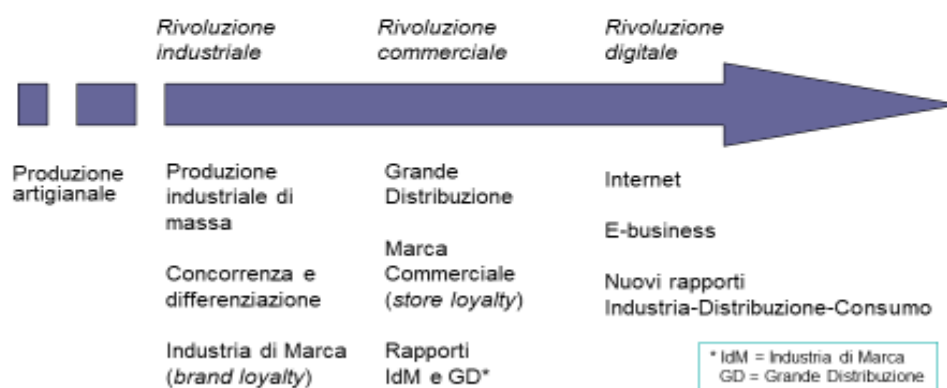 Rivoluzione
industriale
Rivoluzione
commerciale
Rivoluzione
digitale
Produzione
artigianale
Produzione
industriale di
massa
Concorrenza e
differenziazione
Industria di Marca
(brand loyalty)
Grande
Distribuzione
Marca
Commerciale
(store loyalty)
Rapporti
IdM e GD*
Internet
E-business
Nuovi rapporti
Industria-Distribuzione-Consumo
* IdM = Industria di Marca
GD = Grande Distribuzione